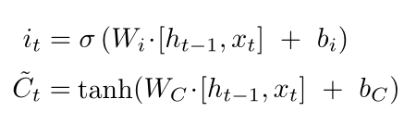 i_t = σ (W_i·[h_{t−1}, x_t] + b_i)
C̃_t = tanh(W_C·[h_{t−1}, x_t] + b_C)